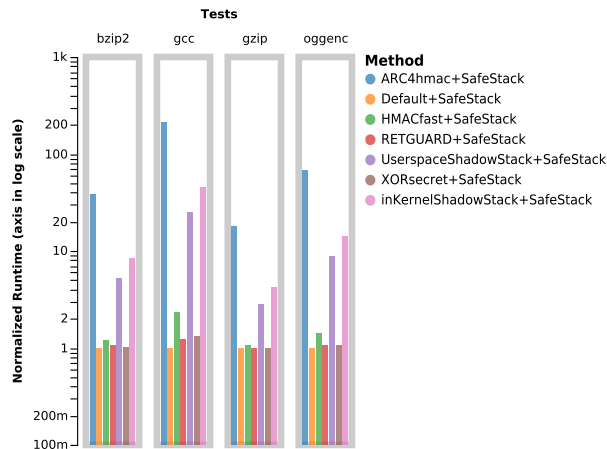 Tests
bzip2 gcc gzip oggenc
Normalized Runtime (axis in log scale)
1k
200
100
20
10
2
1
200m
100m
Method
ARC4hmac+SafeStack
Default+SafeStack
HMACfast+SafeStack
RETGUARD+SafeStack
UserspaceShadowStack+SafeStack
XORsecret+SafeStack
inKernelShadowStack+SafeStack